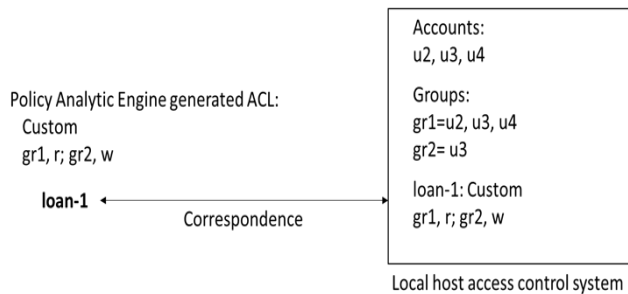 Policy Analytic Engine generated ACL:
Custom
gr1, r; gr2, w
loan-1
Correspondence
Accounts:
u2, u3, u4
Groups:
gr1=u2, u3, u4
gr2= u3
loan-1: Custom
gr1, r; gr2, w
Local host access control system